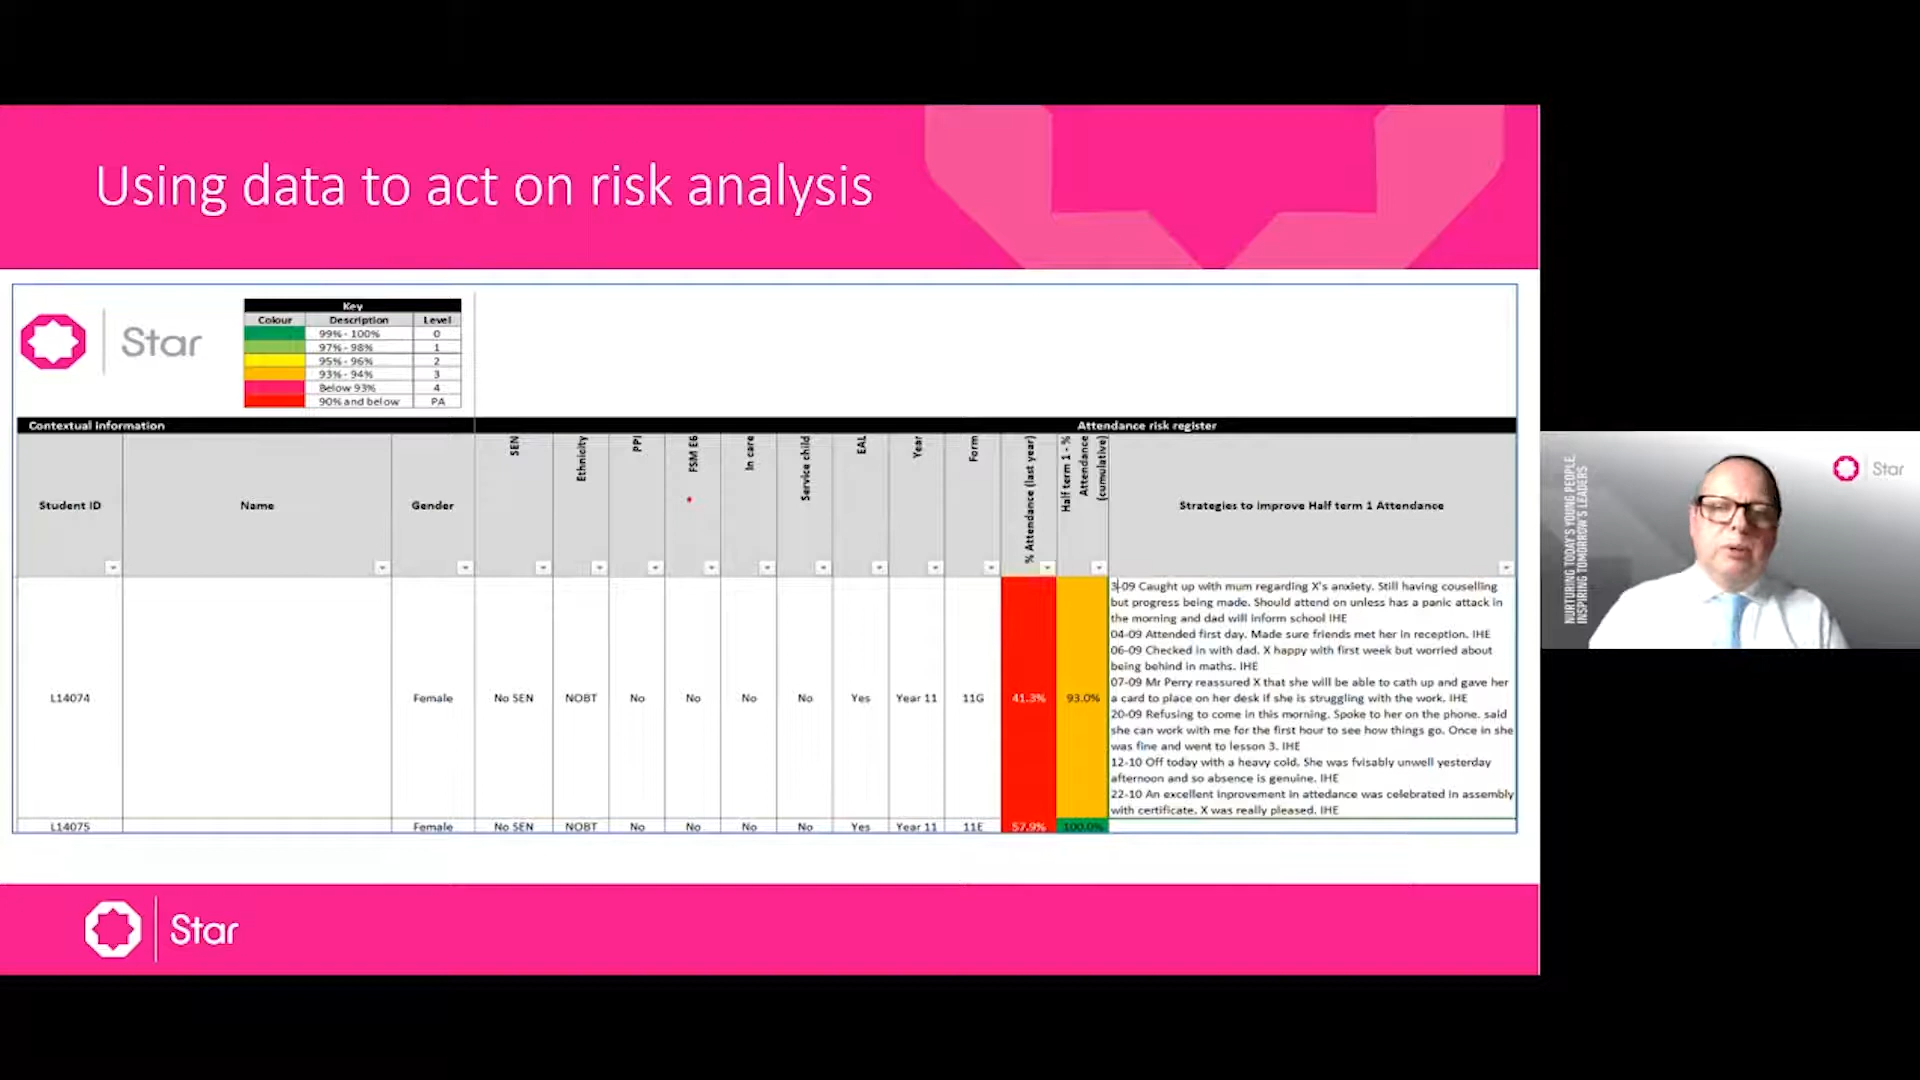 Using data to act on risk analysis
Star
Key
Colour Description Level
99% - 100% 0
97% - 98% 1
95% - 96% 2
93% - 94% 3
Below 93% 4
90% and below PA
Contextual information
Attendance risk register
Student ID
Name
Gender
SEN
Ethnicity
PPI
FSM E6
In care
Service child
EAL
Year
Form
% Attendance (last year)
Half term 1 - %
Attendance
(cumulative)
Strategies to improve Half term 1 Attendance
L14074 Female No SEN NOBT No No No No Yes Year 11 11G 41.3% 93.0%
3-09 Caught up with mum regarding X's anxiety. Still having couselling
but progress being made. Should attend on unless has a panic attack in
the morning and dad will inform school IHE
04-09 Attended first day. Made sure friends met her in reception. IHE
06-09 Checked in with dad. X happy with first week but worried about
being behind in maths. IHE
07-09 Mr Perry reassured X that she will be able to cath up and gave her
a card to place on her desk if she is struggling with the work. IHE
20-09 Refusing to come in this morning. Spoke to her on the phone. said
she can work with me for the first hour to see how things go. Once in she
was fine and went to lesson 3. IHE
12-10 Off today with a heavy cold. She was fvisably unwell yesterday
afternoon and so absence is genuine. IHE
22-10 An excellent inprovement in attedance was celebrated in assembly
with certificate. X was really pleased. IHE
L14075 Female No SEN NOBT No No No No Yes Year 11 11E 57.9% 100.0%
Star
NURTURING TODAY'S YOUNG PEOPLE,
INSPIRING TOMORROW'S LEADERS
Star